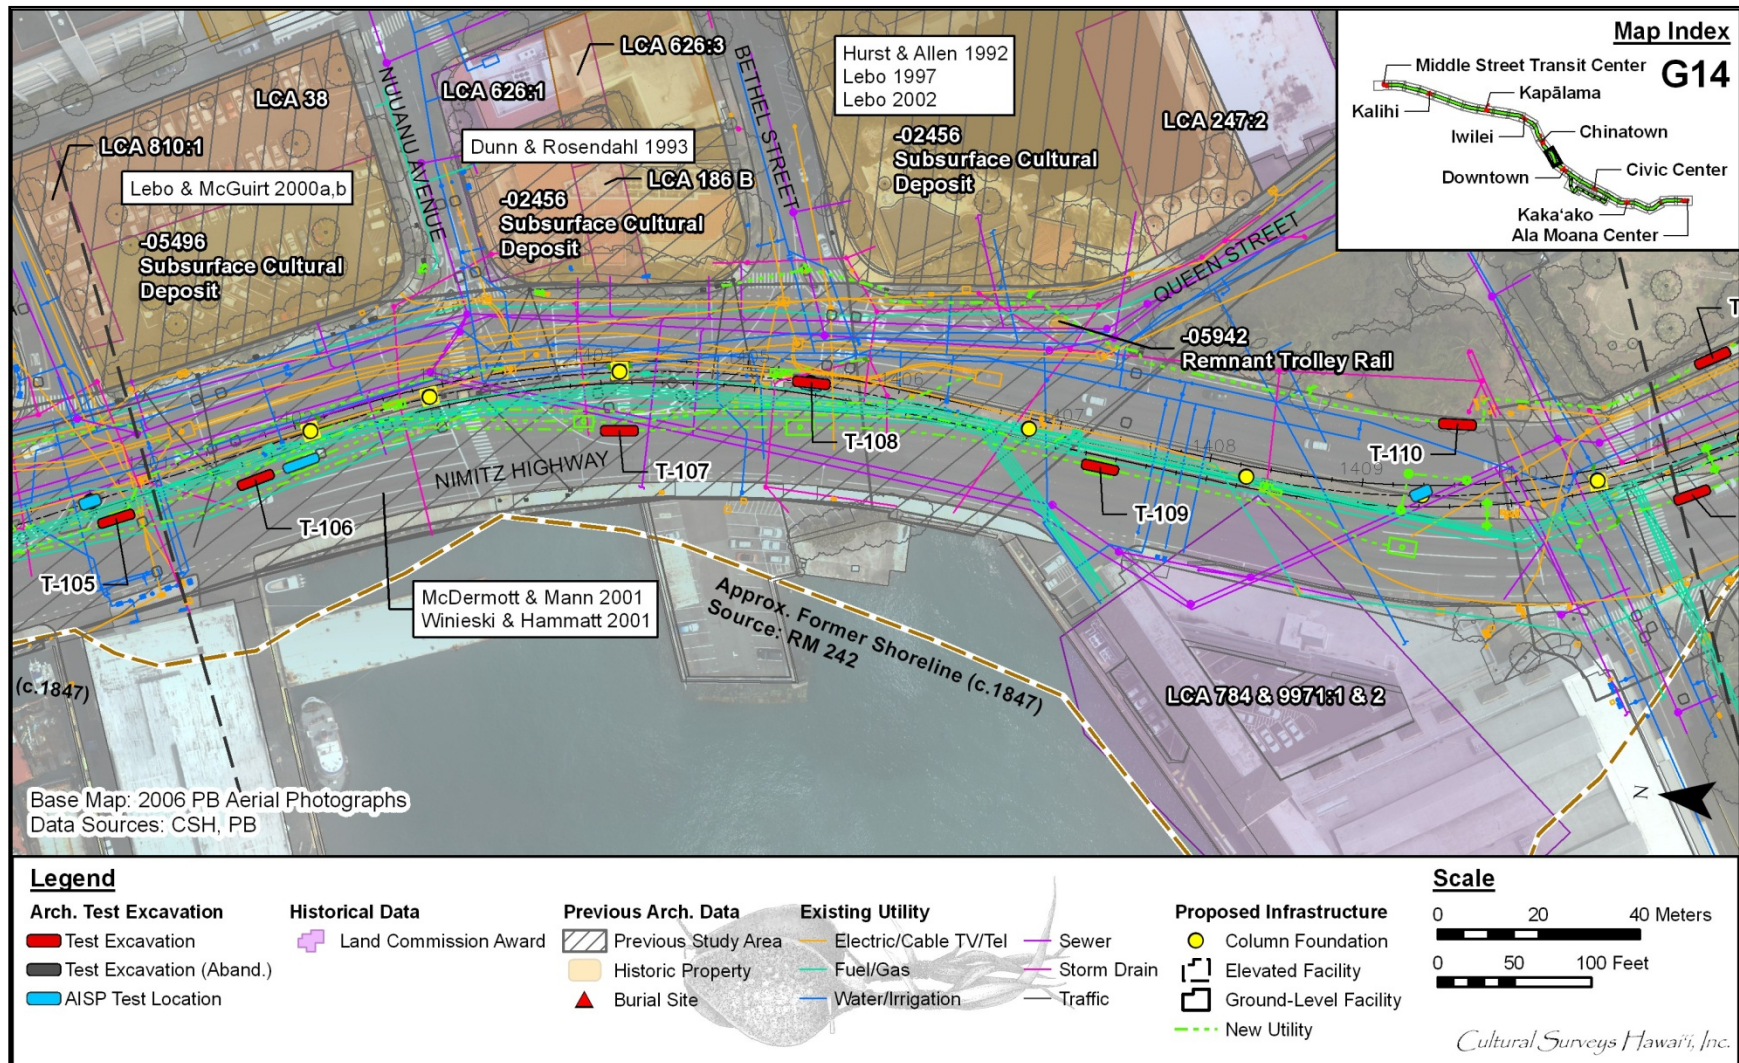 Map Index
G14
Middle Street Transit Center
Kapālama
Kalihi
Iwilei
Chinatown
Civic Center
Downtown
Kaka'ako
Ala Moana Center
LCA 38
LCA 810:1
Lebo & McGuirt 2000a,b
-05496
Subsurface Cultural
Deposit
NUUANU AVENUE
LCA 626:1
LCA 626:3
Dunn & Rosendahl 1993
LCA 186 B
-02456
Subsurface Cultural
Deposit
BETHEL STREET
Hurst & Allen 1992
Lebo 1997
Lebo 2002
-02456
Subsurface Cultural
Deposit
LCA 247:2
QUEEN STREET
-05942
Remnant Trolley Rail
1406
1407
1408
1409
T-105
T-106
T-107
T-108
T-109
T-110
NIMITZ HIGHWAY
McDermott & Mann 2001
Winieski & Hammatt 2001
Approx. Former Shoreline (c.1847)
Source: RM 242
(c.1847)
LCA 784 & 9971:1 & 2
N
Base Map: 2006 PB Aerial Photographs
Data Sources: CSH, PB
Legend
Arch. Test Excavation
Test Excavation
Test Excavation (Aband.)
AISP Test Location
Historical Data
Land Commission Award
Previous Arch. Data
Previous Study Area
Historic Property
Burial Site
Existing Utility
Electric/Cable TV/Tel
Fuel/Gas
Water/Irrigation
Sewer
Storm Drain
Traffic
Proposed Infrastructure
Column Foundation
Elevated Facility
Ground-Level Facility
New Utility
Scale
0 20 40 Meters
0 50 100 Feet
Cultural Surveys Hawai'i, Inc.